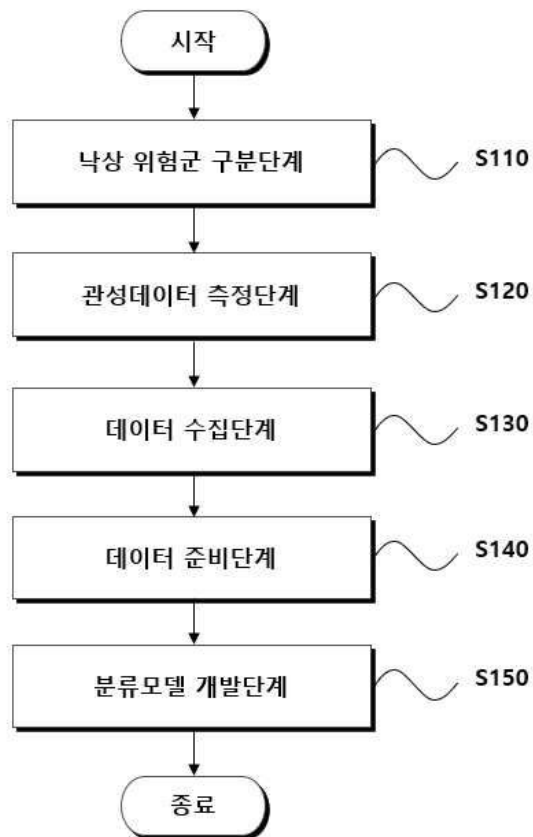 시작
낙상 위험군 구분단계
S110
관성데이터 측정단계
S120
데이터 수집단계
S130
데이터 준비단계
S140
분류모델 개발단계
S150
종료